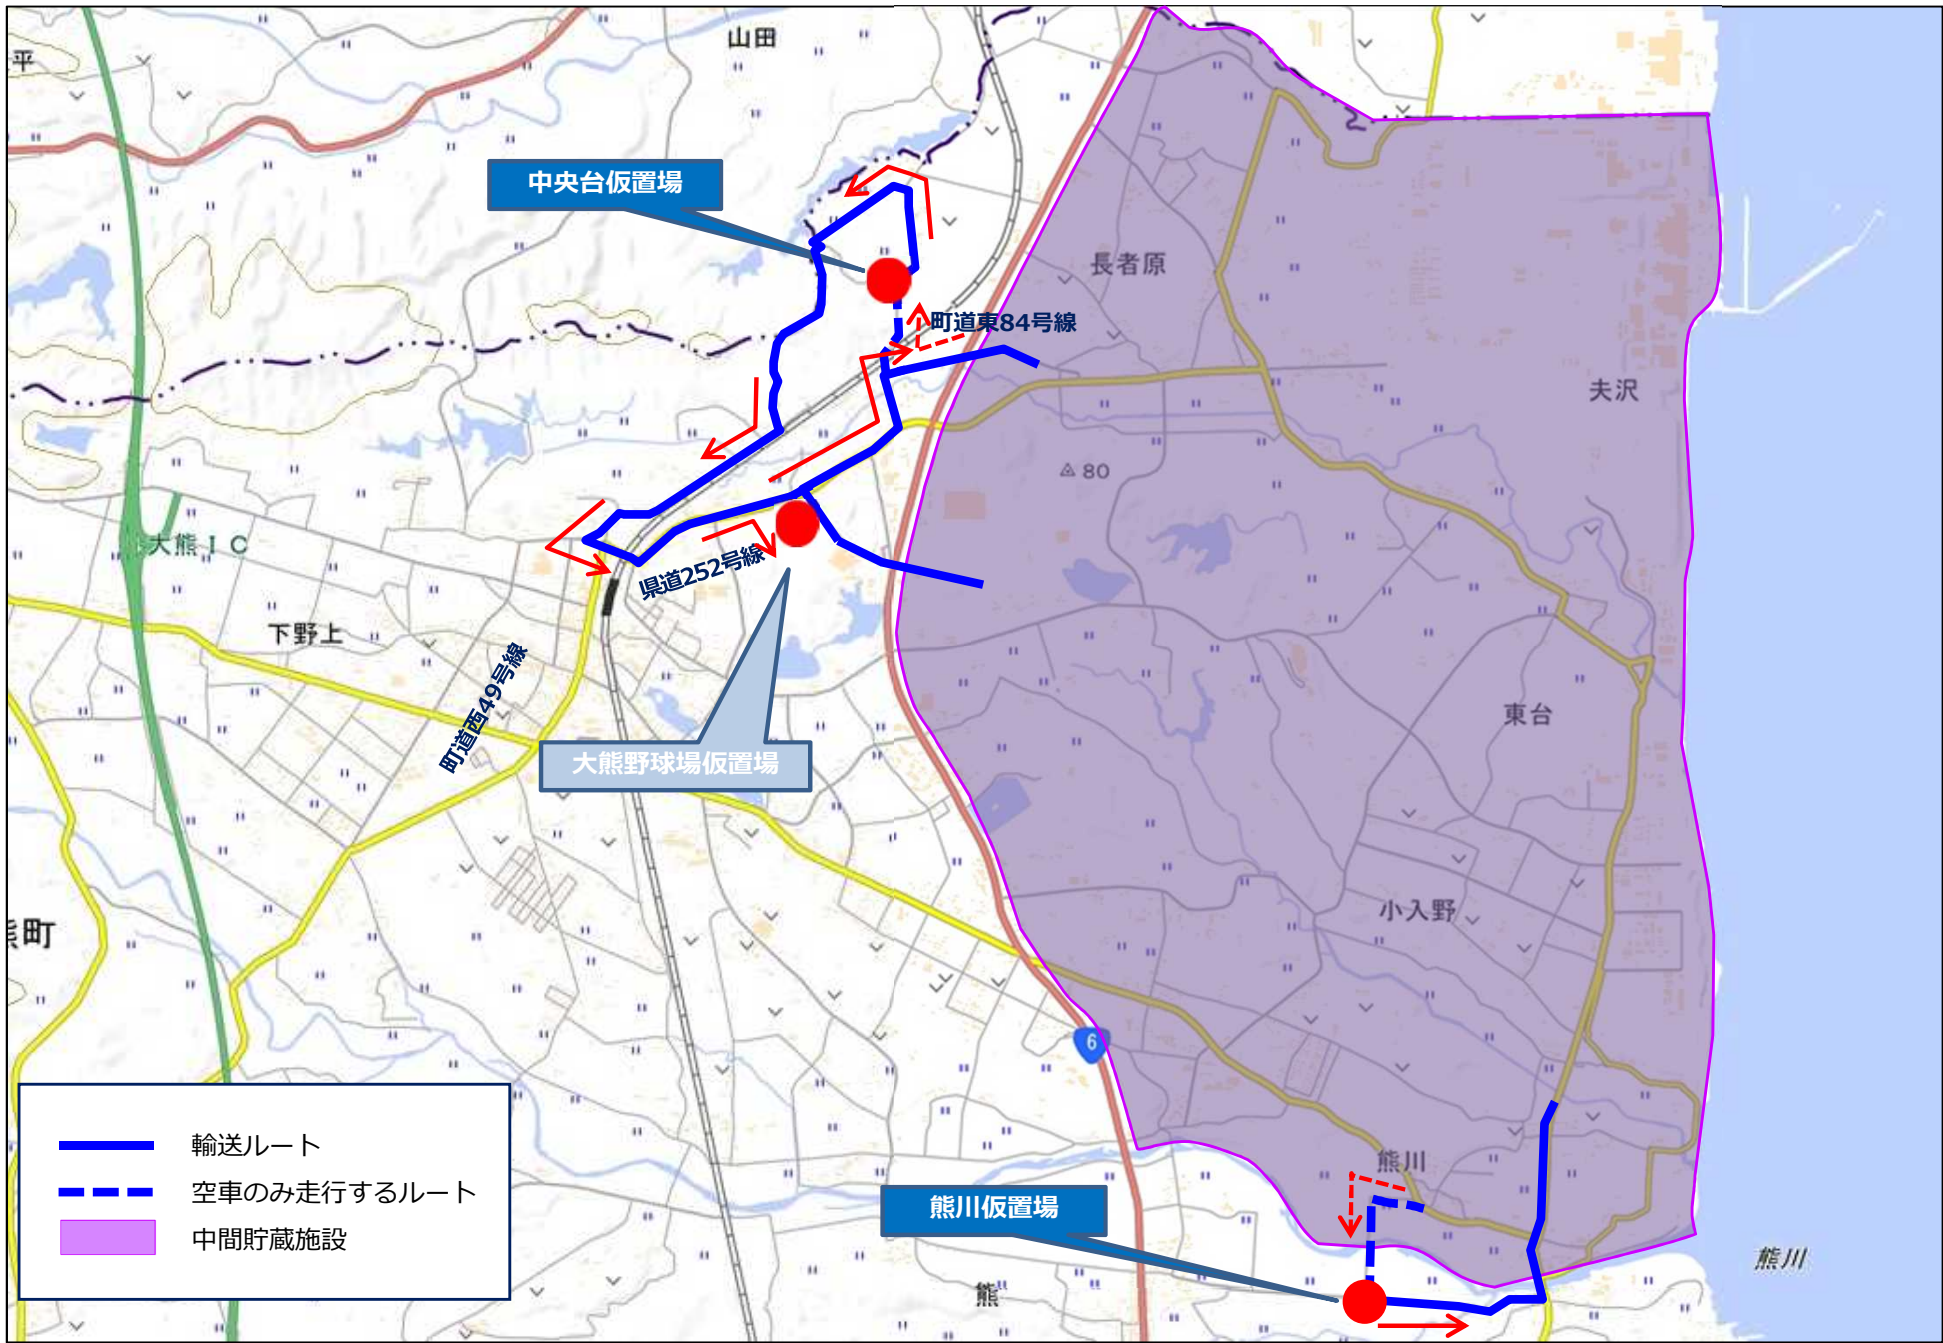 山田
平
中央台仮置場
長者原
町道東84号線
夫沢
80
大熊IC
県道252号線
下野上
町道西49号線
東台
大熊野球場仮置場
小入野
熊町
6
輸送ルート
空車のみ走行するルート
中間貯蔵施設
熊川
熊川仮置場
熊川
熊